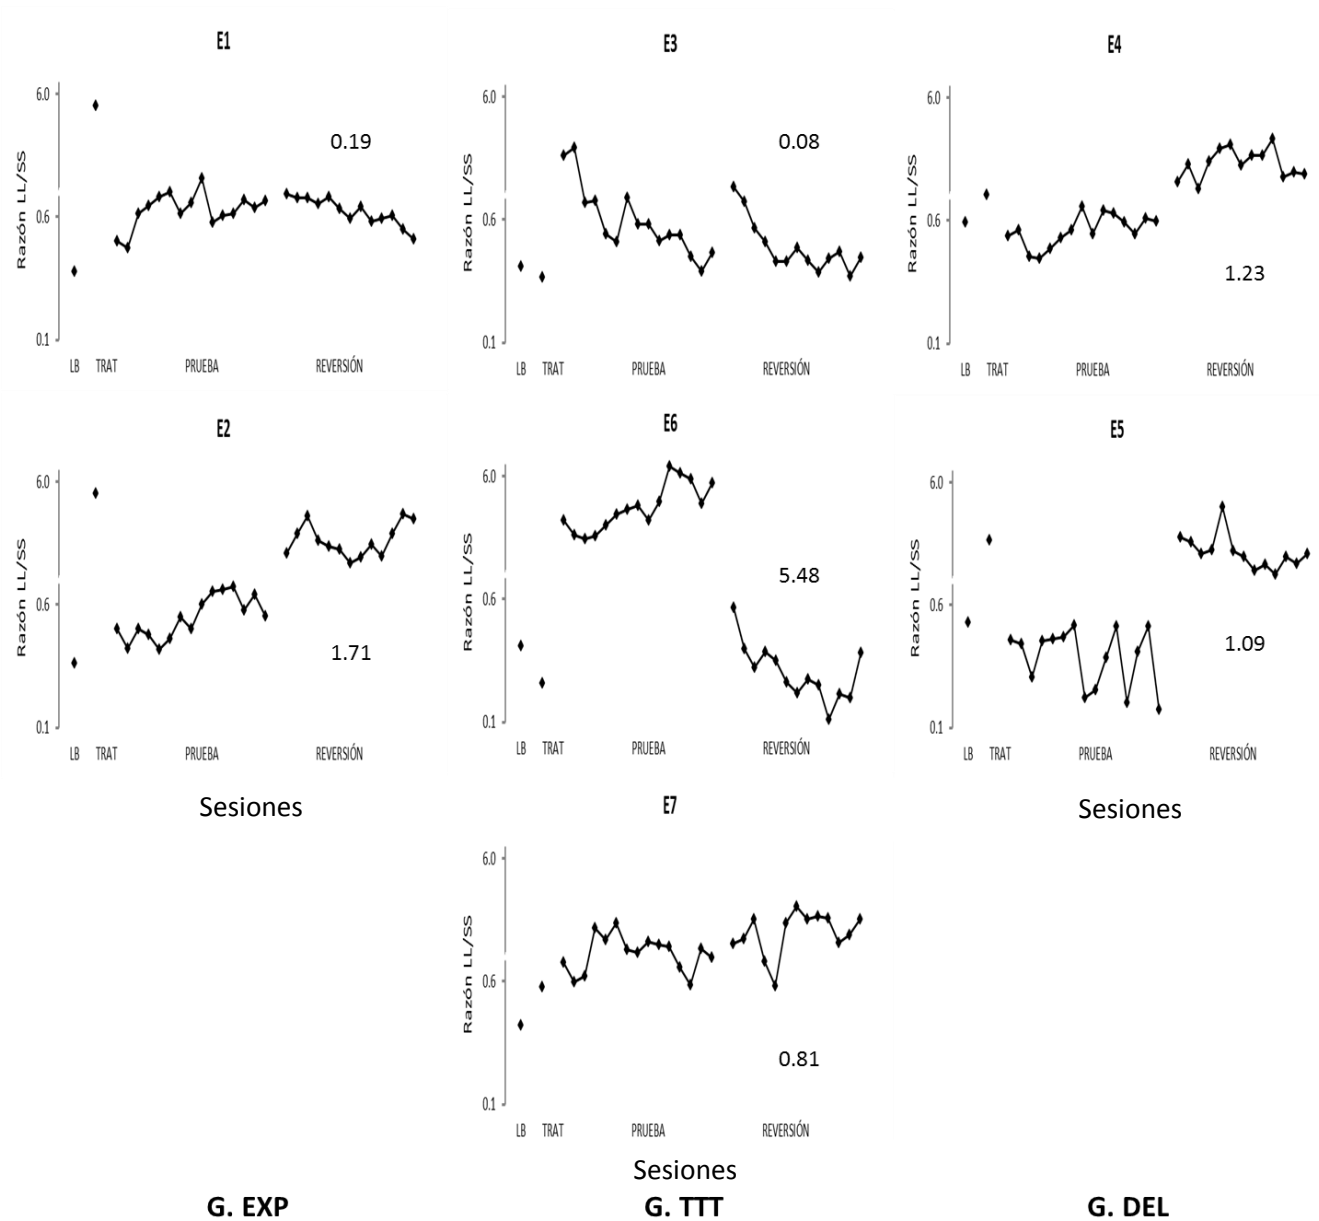 E1
6.0
0.6
0.1
Razón LL/SS
0.19
LB TRAT PRUEBA REVERSIÓN
E3
6.0
0.6
0.1
Razón LL/SS
0.08
LB TRAT PRUEBA REVERSIÓN
E4
6.0
0.6
0.1
Razón LL/SS
1.23
LB TRAT PRUEBA REVERSIÓN
E2
6.0
0.6
0.1
Razón LL/SS
1.71
LB TRAT PRUEBA REVERSIÓN
Sesiones
E6
6.0
0.6
0.1
Razón LL/SS
5.48
LB TRAT PRUEBA REVERSIÓN
E5
6.0
0.6
0.1
Razón LL/SS
1.09
LB TRAT PRUEBA REVERSIÓN
Sesiones
E7
6.0
0.6
0.1
Razón LL/SS
0.81
LB TRAT PRUEBA REVERSIÓN
Sesiones
G. EXP G. TTT G. DEL